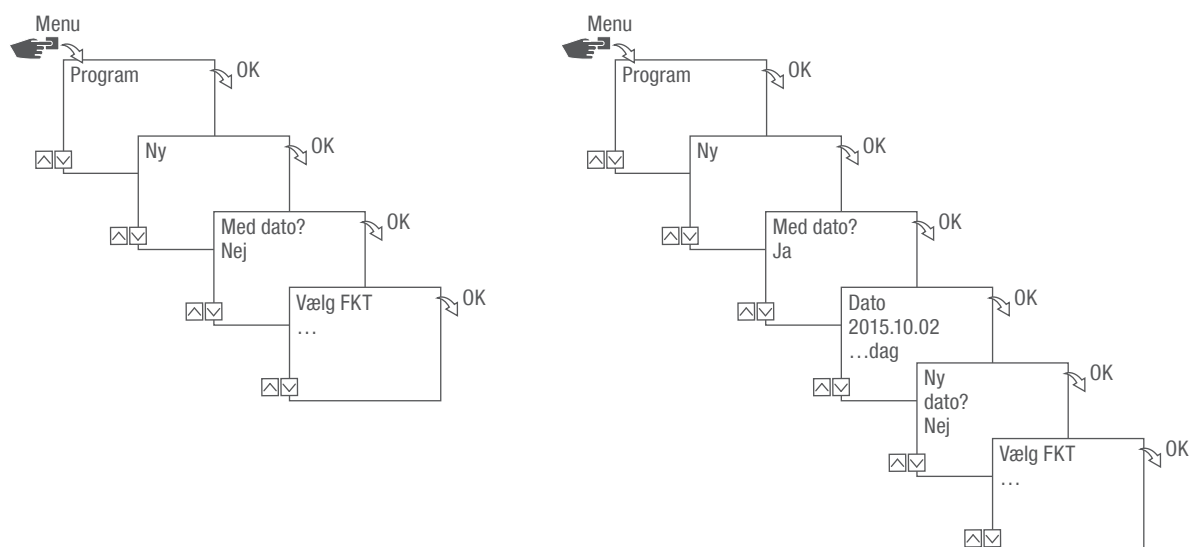 Menu
Program
OK
Ny
OK
Med dato?
Nej
OK
Vælg FKT
...
OK
Menu
Program
OK
Ny
OK
Med dato?
Ja
OK
Dato
2015.10.02
...dag
OK
Ny
dato?
Nej
OK
Vælg FKT
...
OK